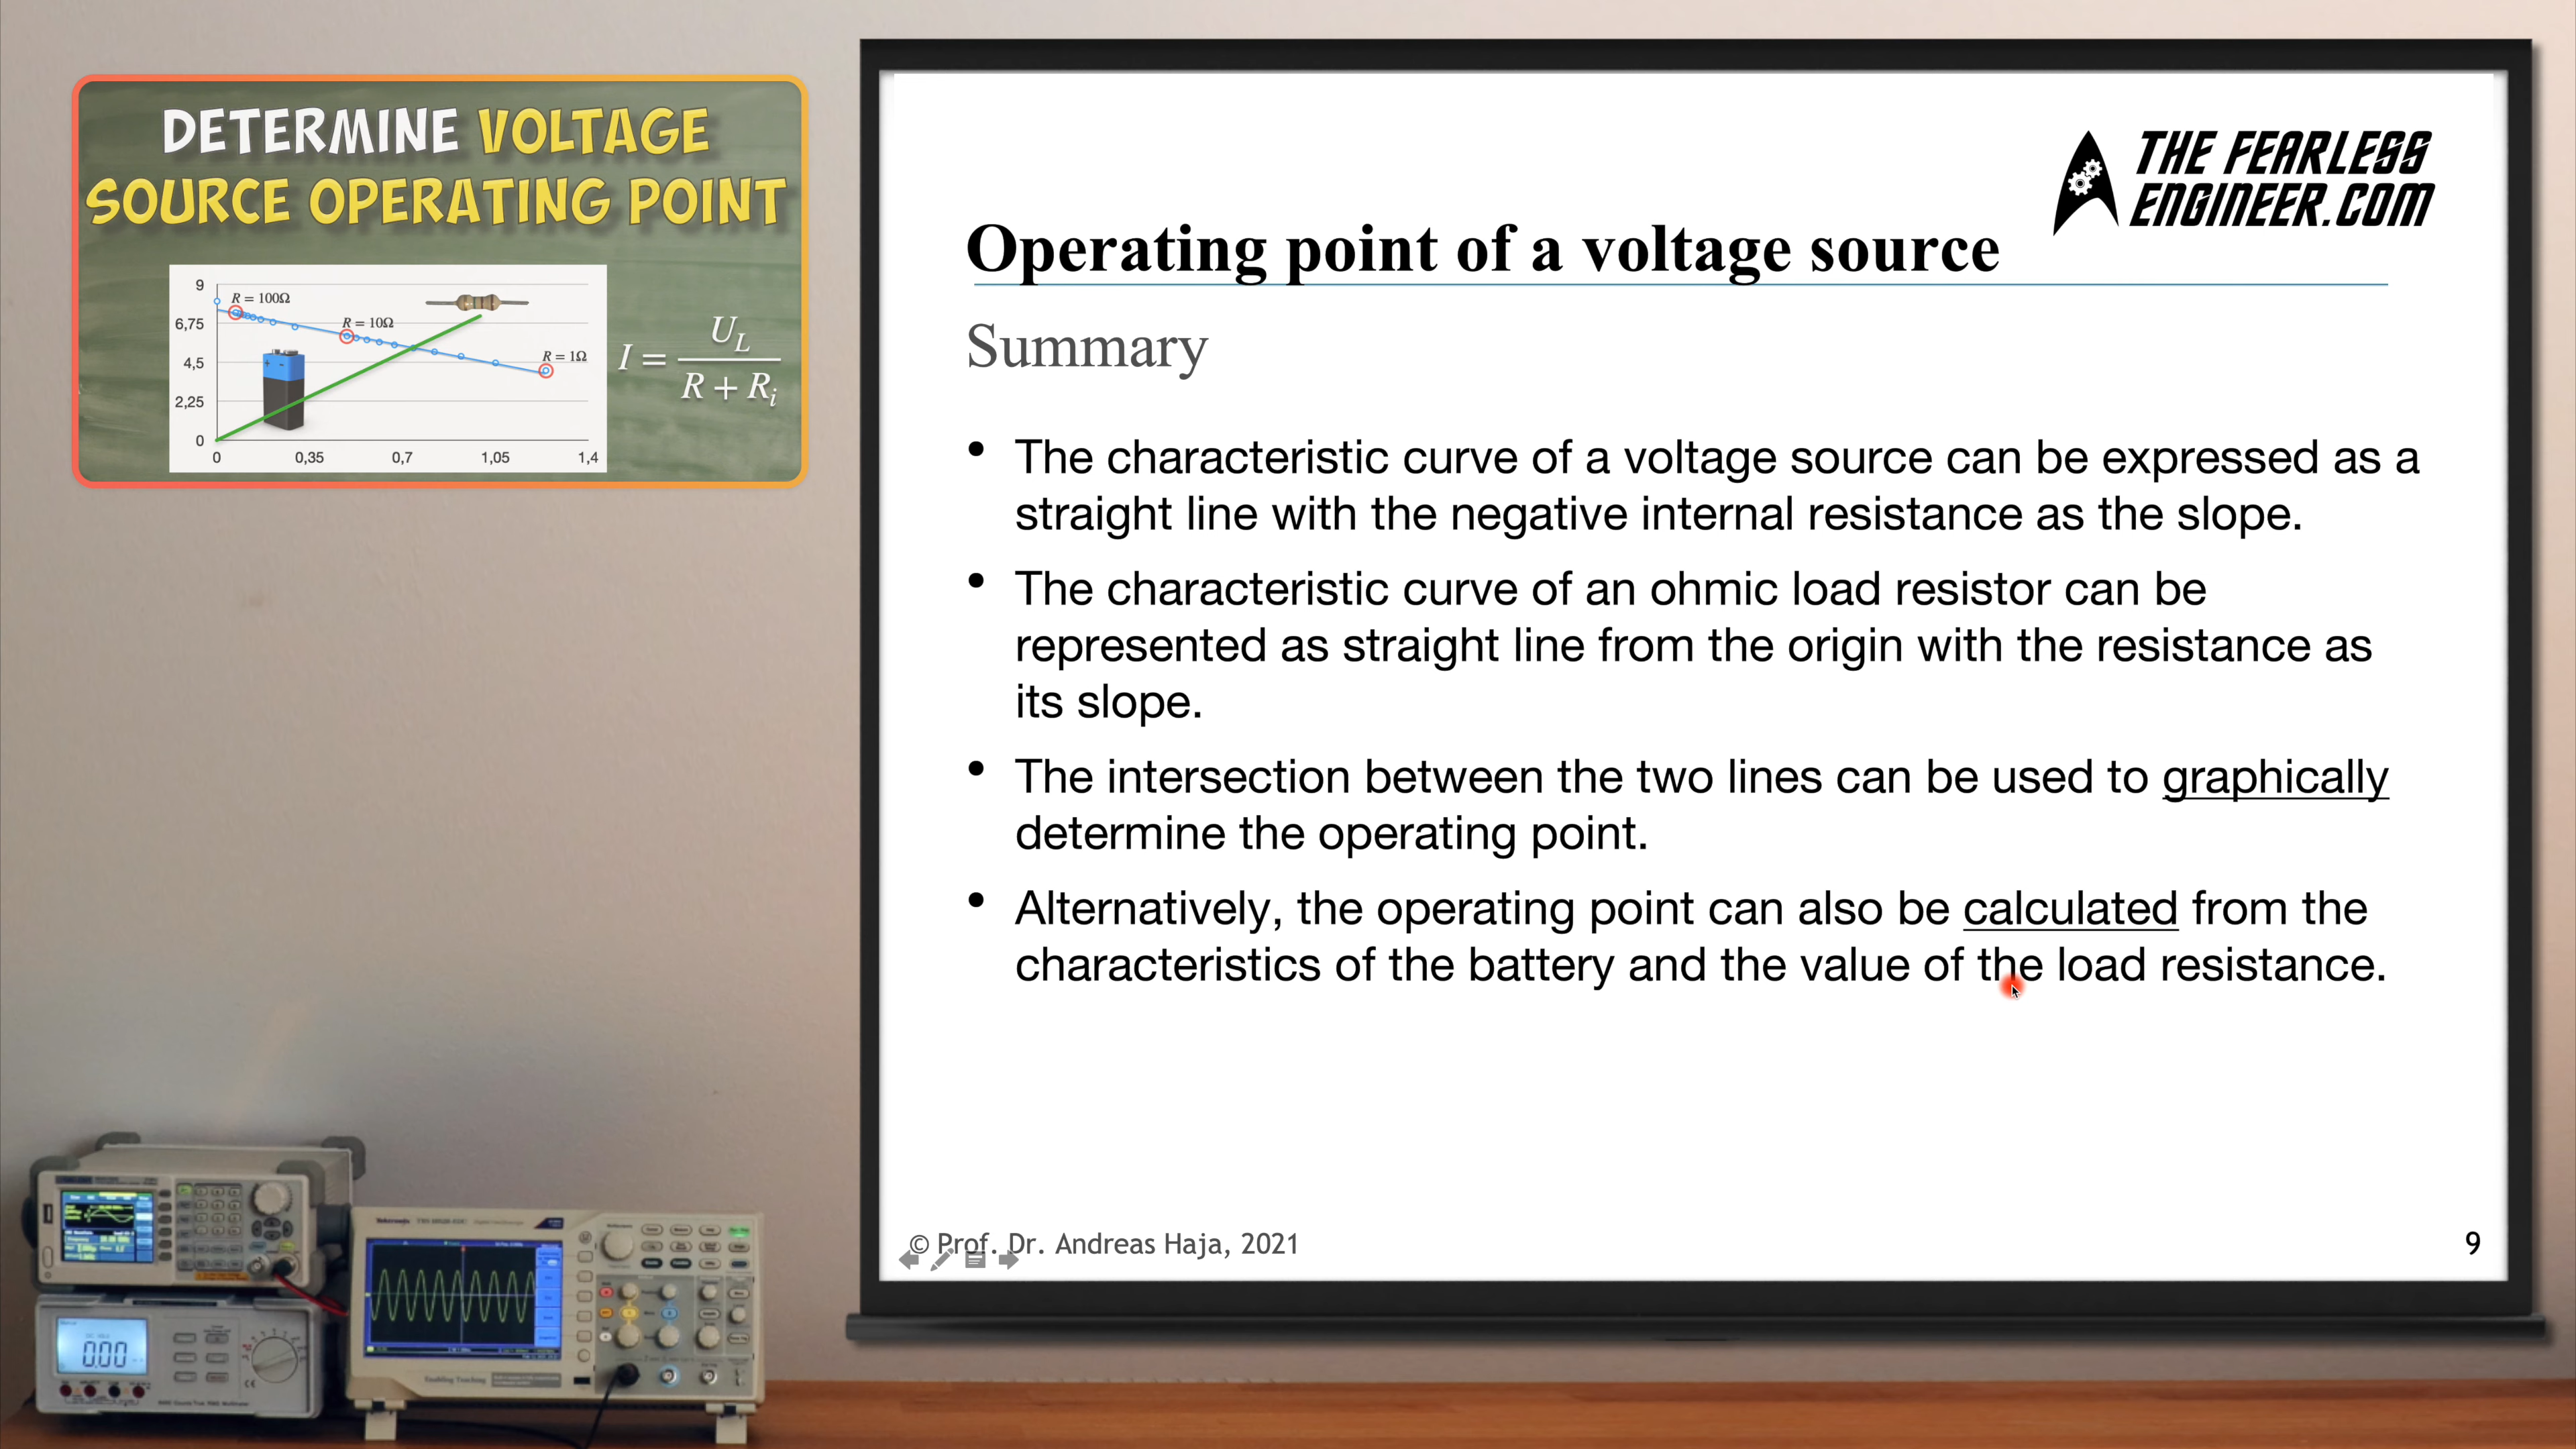 DETERMINE VOLTAGE
SOURCE OPERATING POINT
9
6,75
4,5
2,25
0
0
0,35
0,7
1,05
1,4
R = 100Ω
R = 10Ω
R = 1Ω
I = U_L / (R + R_i)
THE FEARLESS
ENGINEER.COM
Operating point of a voltage source
Summary
• The characteristic curve of a voltage source can be expressed as a
straight line with the negative internal resistance as the slope.
• The characteristic curve of an ohmic load resistor can be
represented as straight line from the origin with the resistance as
its slope.
• The intersection between the two lines can be used to graphically
determine the operating point.
• Alternatively, the operating point can also be calculated from the
characteristics of the battery and the value of the load resistance.
© Prof. Dr. Andreas Haja, 2021
9
Tektronix
0.00